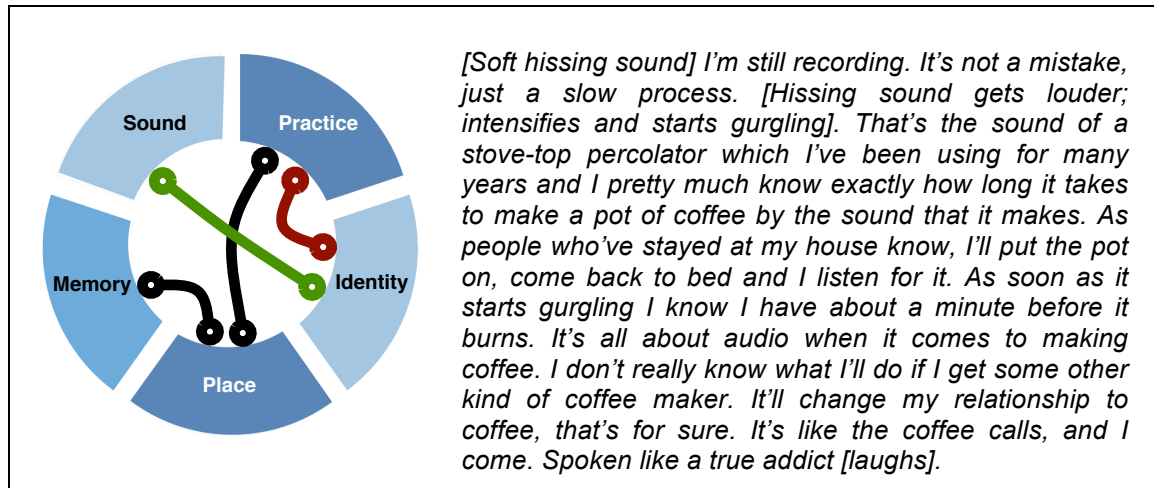 Sound
Practice
Memory
Identity
Place
[Soft hissing sound] I’m still recording. It’s not a mistake,
just a slow process. [Hissing sound gets louder;
intensifies and starts gurgling]. That’s the sound of a
stove-top percolator which I’ve been using for many
years and I pretty much know exactly how long it takes
to make a pot of coffee by the sound that it makes. As
people who’ve stayed at my house know, I’ll put the pot
on, come back to bed and I listen for it. As soon as it
starts gurgling I know I have about a minute before it
burns. It’s all about audio when it comes to making
coffee. I don’t really know what I’ll do if I get some other
kind of coffee maker. It’ll change my relationship to
coffee, that’s for sure. It’s like the coffee calls, and I
come. Spoken like a true addict [laughs].